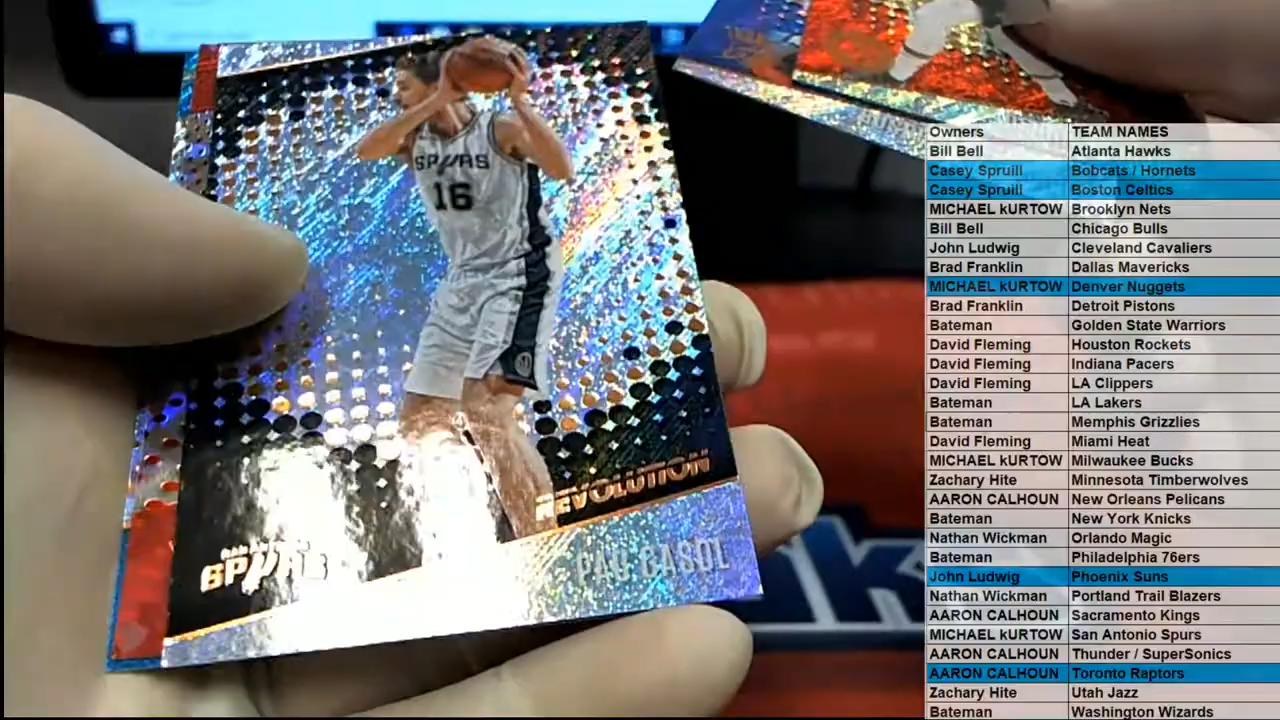 SPURS
16
REVOLUTION
SAN ANTONIO
SPURS
PAU GASOL
Owners TEAM NAMES
Bill Bell Atlanta Hawks
Casey Spruill Bobcats / Hornets
Casey Spruill Boston Celtics
MICHAEL kURTOW Brooklyn Nets
Bill Bell Chicago Bulls
John Ludwig Cleveland Cavaliers
Brad Franklin Dallas Mavericks
MICHAEL kURTOW Denver Nuggets
Brad Franklin Detroit Pistons
Bateman Golden State Warriors
David Fleming Houston Rockets
David Fleming Indiana Pacers
David Fleming LA Clippers
Bateman LA Lakers
Bateman Memphis Grizzlies
David Fleming Miami Heat
MICHAEL kURTOW Milwaukee Bucks
Zachary Hite Minnesota Timberwolves
AARON CALHOUN New Orleans Pelicans
Bateman New York Knicks
Nathan Wickman Orlando Magic
Bateman Philadelphia 76ers
John Ludwig Phoenix Suns
Nathan Wickman Portland Trail Blazers
AARON CALHOUN Sacramento Kings
MICHAEL kURTOW San Antonio Spurs
AARON CALHOUN Thunder / SuperSonics
AARON CALHOUN Toronto Raptors
Zachary Hite Utah Jazz
Bateman Washington Wizards